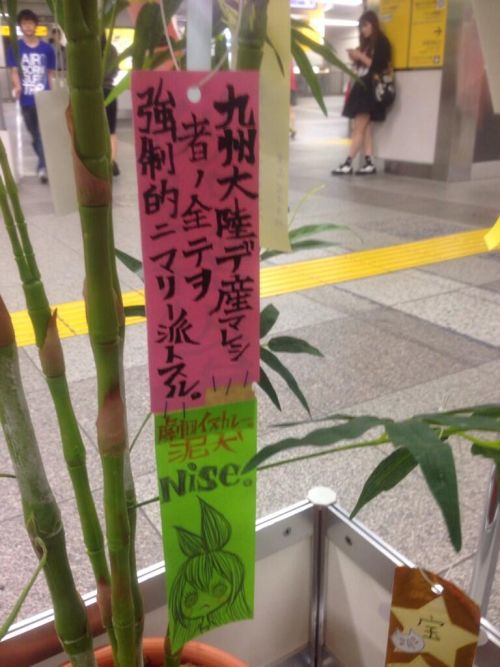 九州大陸デ産マレシ
者ノ全テヲ
強制的ニマリー派トスル。
泥犬
Nise.
宝
AIR